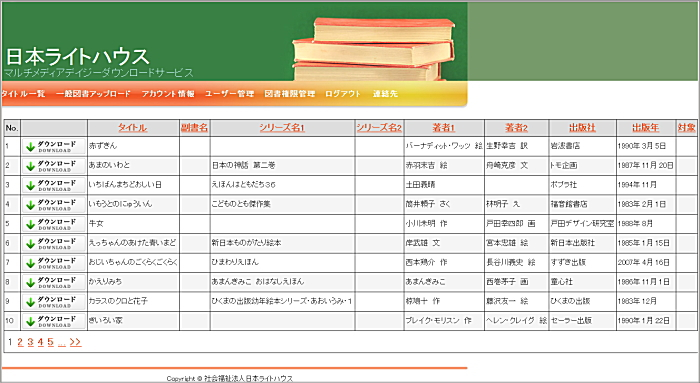 日本ライトハウス
マルチメディアデイジーダウンロードサービス
タイトル一覧 一般図書アップロード アカウント情報 ユーザー管理 図書権限管理 ログアウト 連絡先
No. タイトル 副書名 シリーズ名1 シリーズ名2 著者1 著者2 出版社 出版年 対象
1 ダウンロード DOWNLOAD 赤ずきん バーナディット・ワッツ 絵 生野幸吉 訳 岩波書店 1990年 3月 5日
2 ダウンロード DOWNLOAD あまのいわと 日本の神話 第二巻 赤羽末吉 絵 舟崎克彦 文 トモ企画 1987年 11月 20日
3 ダウンロード DOWNLOAD いちばんまちどおしい日 えほんはともだち36 土田義晴 ポプラ社 1994年 11月
4 ダウンロード DOWNLOAD いもうとのにゅういん こどものとも傑作集 筒井頼子 さく 林明子 え 福音館書店 1983年 2月 1日
5 ダウンロード DOWNLOAD 牛女 小川未明 作 戸田幸四郎 画 戸田デザイン研究室 1988年 8月
6 ダウンロード DOWNLOAD えっちゃんのあけた青いまど 新日本ものがたり絵本 岸武雄 文 宮本忠雄 絵 新日本出版社 1985年 1月 15日
7 ダウンロード DOWNLOAD おじいちゃんのごくらくごくらく ひまわりえほん 西本鶏介 作 長谷川義史 絵 すずき出版 2007年 4月 16日
8 ダウンロード DOWNLOAD かえりみち あまんきみこ おはなしえほん あまんきみこ 西巻茅子 画 童心社 1986年 11月 1日
9 ダウンロード DOWNLOAD カラスのクロと花子 ひくまの出版幼年絵本シリーズ・あおいうみ・1 椋鳩十 作 藤沢友一 絵 ひくまの出版 1983年 12月
10 ダウンロード DOWNLOAD きいろい家 ブレイク・モリスン 作 ヘレン・クレイグ 絵 セーラー出版 1990年 1月 22日
1 2 3 4 5 ... >>
Copyright © 社会福祉法人日本ライトハウス